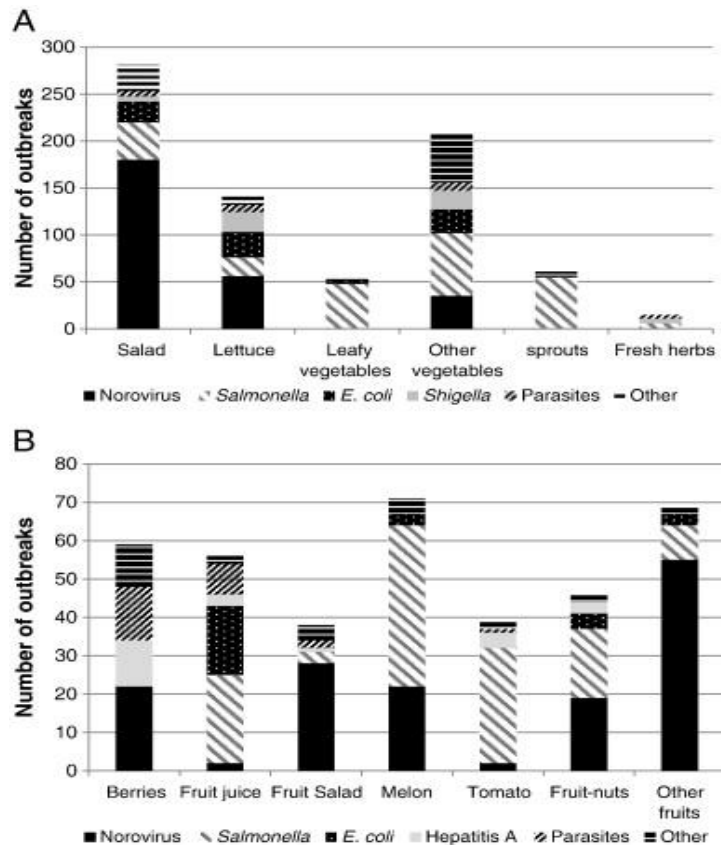 A
Number of outbreaks
300
250
200
150
100
50
0
Salad Lettuce Leafy vegetables Other vegetables sprouts Fresh herbs
Norovirus Salmonella E. coli Shigella Parasites Other
B
Number of outbreaks
80
70
60
50
40
30
20
10
0
Berries Fruit juice Fruit Salad Melon Tomato Fruit-nuts Other fruits
Norovirus Salmonella E. coli Hepatitis A Parasites Other